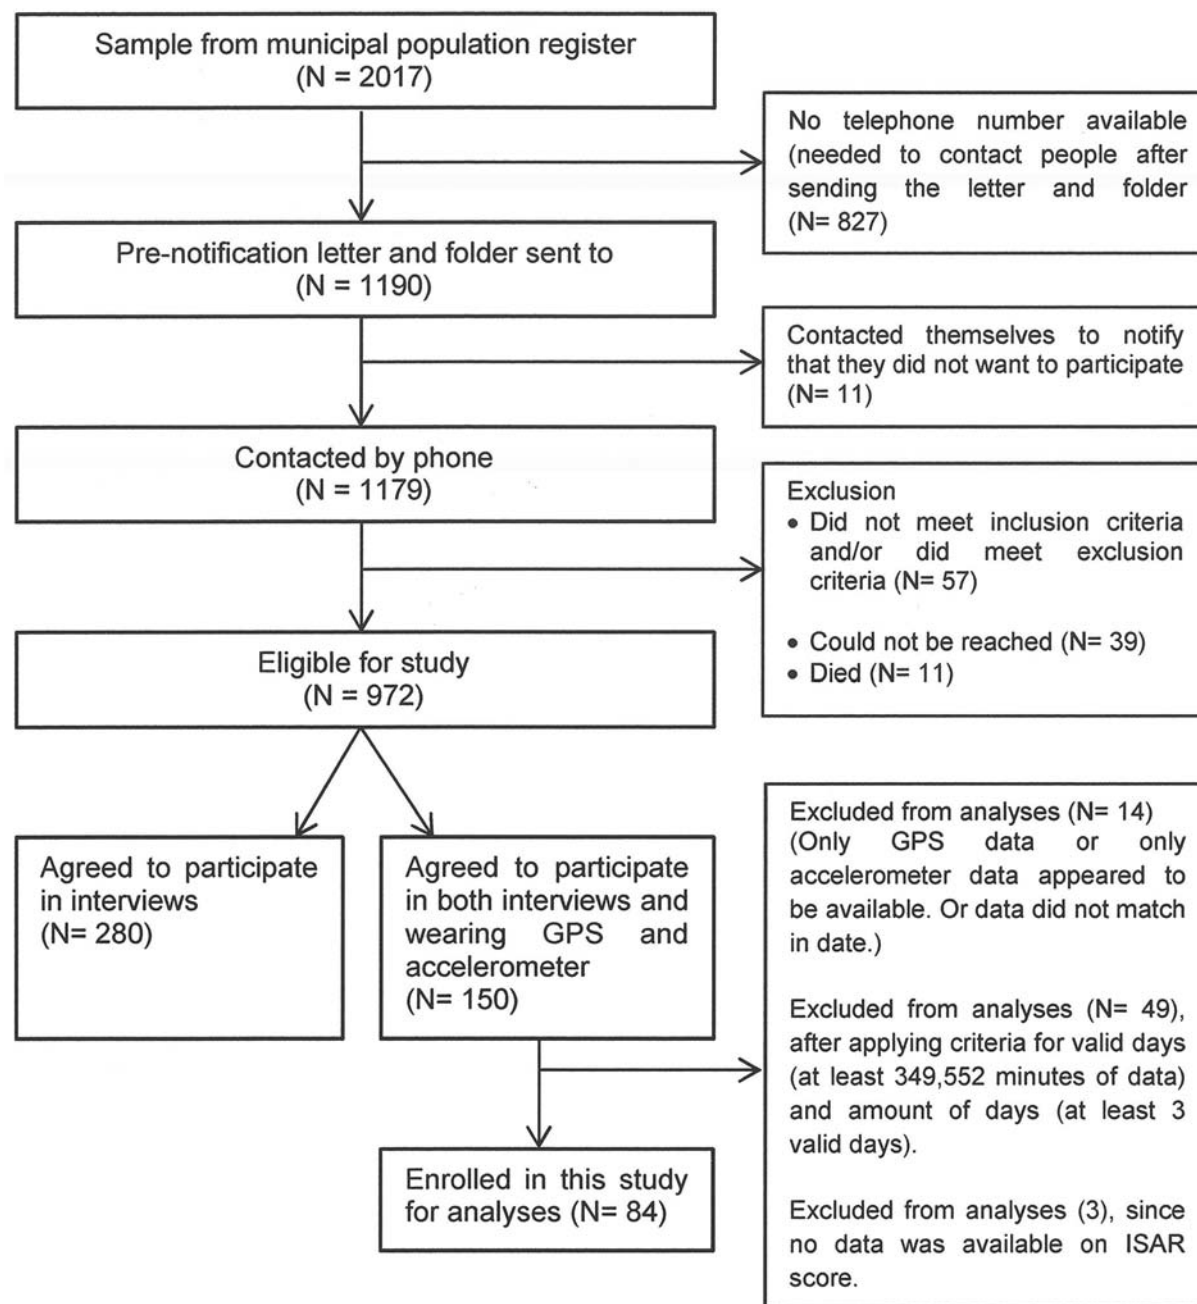 Sample from municipal population register
(N = 2017)
No telephone number available
(needed to contact people after
sending the letter and folder
(N= 827)
Pre-notification letter and folder sent to
(N = 1190)
Contacted themselves to notify
that they did not want to participate
(N= 11)
Contacted by phone
(N = 1179)
Exclusion
• Did not meet inclusion criteria
and/or did meet exclusion
criteria (N= 57)
• Could not be reached (N= 39)
• Died (N= 11)
Eligible for study
(N = 972)
Agreed to participate
in interviews
(N= 280)
Agreed to participate
in both interviews and
wearing GPS and
accelerometer
(N= 150)
Excluded from analyses (N= 14)
(Only GPS data or only
accelerometer data appeared to
be available. Or data did not match
in date.)
Excluded from analyses (N= 49),
after applying criteria for valid days
(at least 349,552 minutes of data)
and amount of days (at least 3
valid days).
Excluded from analyses (3), since
no data was available on ISAR
score.
Enrolled in this study
for analyses (N= 84)